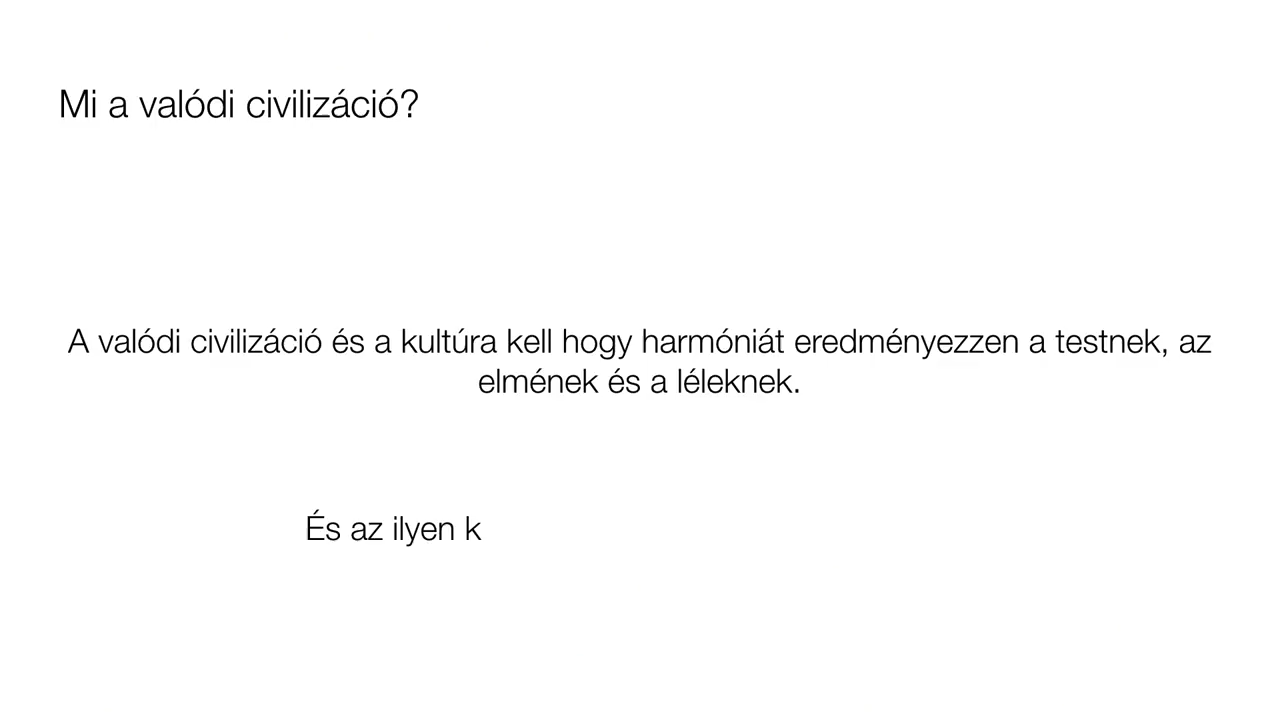 Mi a valódi civilizáció?
A valódi civilizáció és a kultúra kell hogy harmóniát eredményezzen a testnek, az
elmének és a léleknek.
És az ilyen k